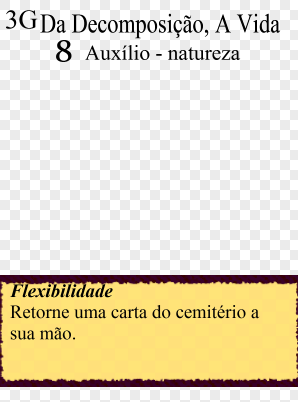 3G Da Decomposição, A Vida
8 Auxílio - natureza
Flexibilidade
Retorne uma carta do cemitério a
sua mão.